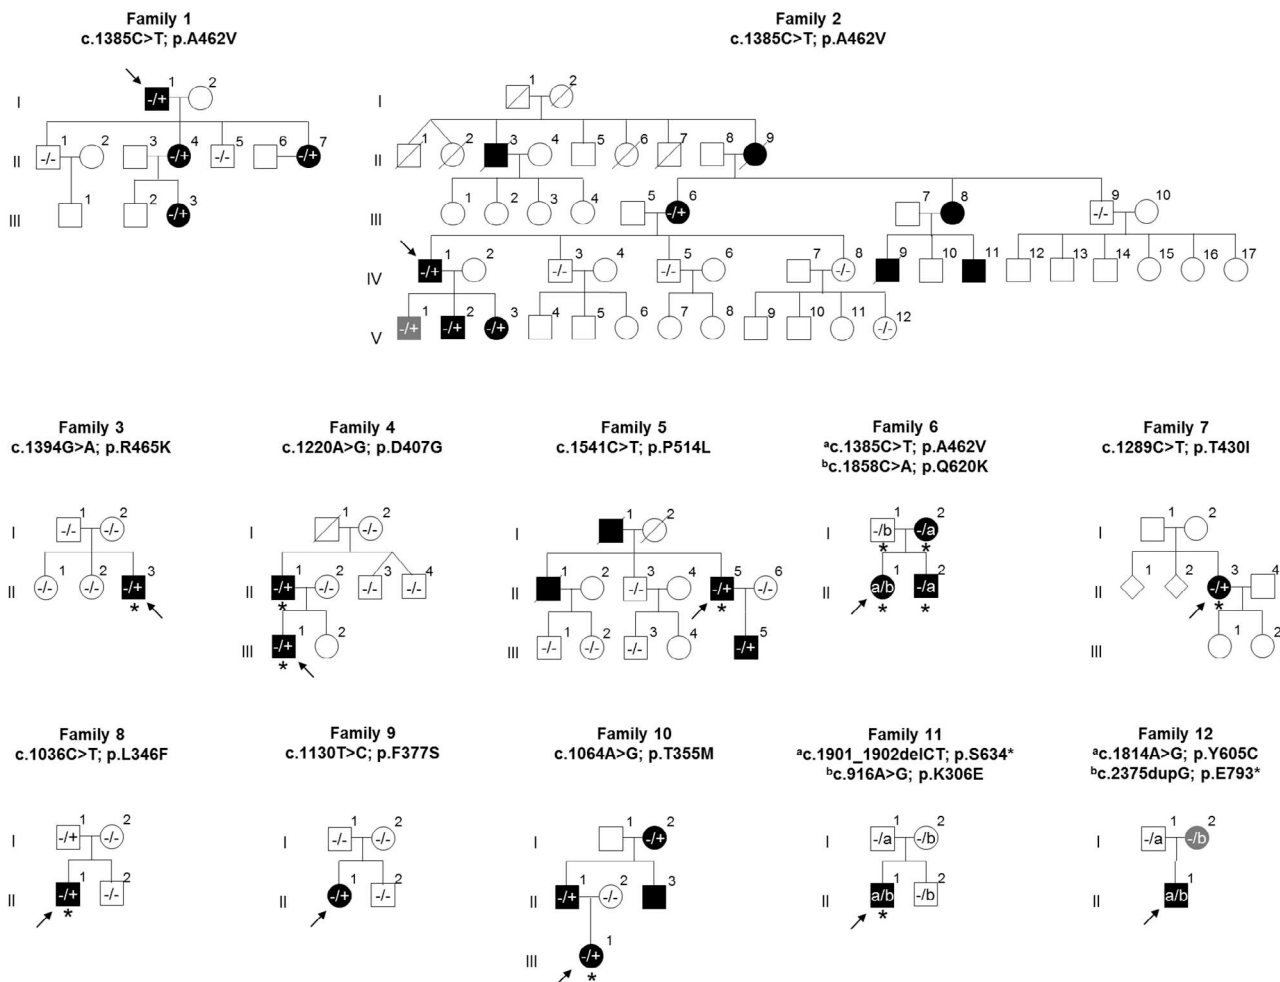 Family 1
c.1385C>T; p.A462V
I -/+ 1 2
II -/- 1 2 3 -/+ 4 -/- 5 6 -/+ 7
III 1 2 -/+ 3
Family 2
c.1385C>T; p.A462V
I 1 2
II 1 2 3 4 5 6 7 8 9
III 1 2 3 4 5 -/+ 6 7 8 -/- 9 10
IV -/+ 1 2 -/- 3 4 -/- 5 6 7 -/- 8 9 10 11 12 13 14 15 16 17
V -/+ 1 -/+ 2 -/+ 3 4 5 6 7 8 9 10 11 -/- 12
Family 3
c.1394G>A; p.R465K
I -/- 1 -/- 2
II -/- 1 -/- 2 -/+ 3
*
Family 4
c.1220A>G; p.D407G
I 1 -/- 2
II -/+ 1 -/- 2 -/- 3 -/- 4
*
III -/+ 1 2
*
Family 5
c.1541C>T; p.P514L
I 1 2
II 1 2 -/- 3 4 -/+ 5 -/- 6
*
III -/- 1 -/- 2 -/- 3 4 -/+ 5
Family 6
ᵃc.1385C>T; p.A462V
ᵇc.1858C>A; p.Q620K
I -/b 1 -/a 2
* *
II a/b 1 -/a 2
* *
Family 7
c.1289C>T; p.T430I
I 1 2
II 1 2 -/+ 3 4
*
III 1 2
Family 8
c.1036C>T; p.L346F
I -/+ 1 -/- 2
II -/+ 1 -/- 2
*
Family 9
c.1130T>C; p.F377S
I -/- 1 -/- 2
II -/+ 1 -/- 2
Family 10
c.1064A>G; p.T355M
I 1 -/+ 2
II -/+ 1 -/- 2 3
III -/+ 1
*
Family 11
ᵃc.1901_1902delCT; p.S634*
ᵇc.916A>G; p.K306E
I -/a 1 -/b 2
II a/b 1 -/b 2
*
Family 12
ᵃc.1814A>G; p.Y605C
ᵇc.2375dupG; p.E793*
I -/a 1 -/b 2
II a/b 1